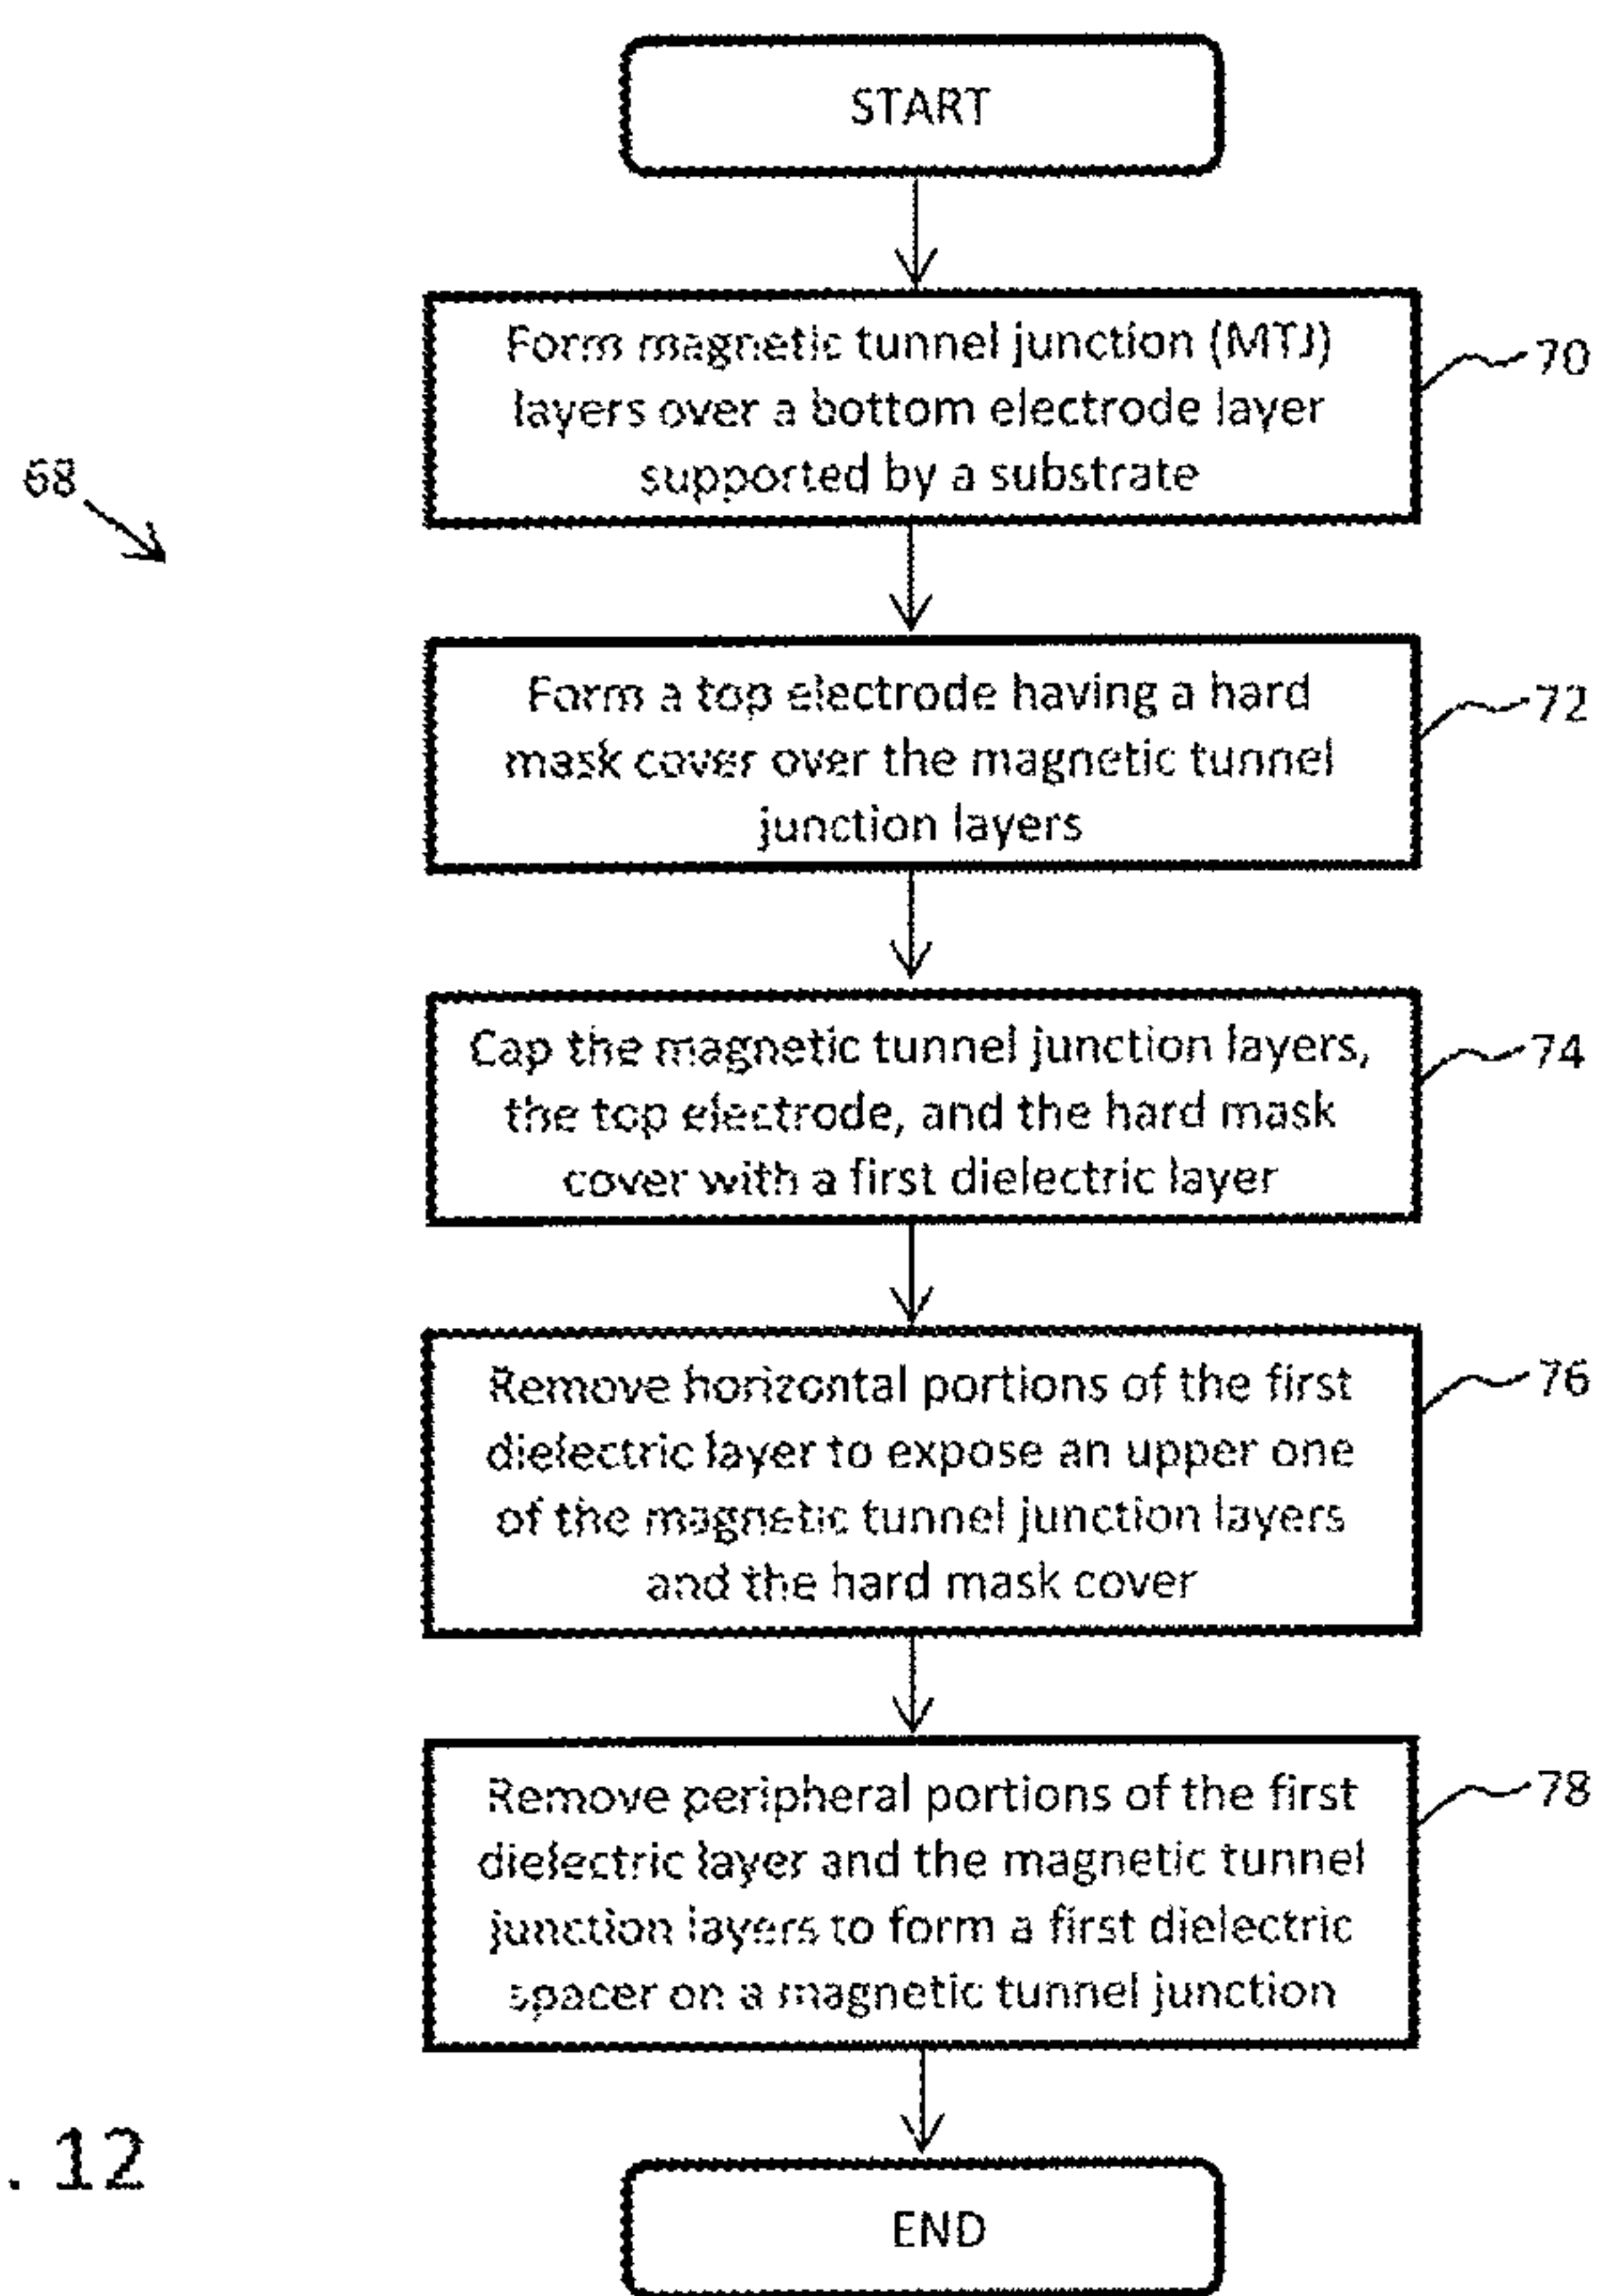 START
Form magnetic tunnel junction (MTJ)
layers over a bottom electrode layer
supported by a substrate
70
68
Form a top electrode having a hard
mask cover over the magnetic tunnel
junction layers
72
Cap the magnetic tunnel junction layers,
the top electrode, and the hard mask
cover with a first dielectric layer
74
Remove horizontal portions of the first
dielectric layer to expose an upper one
of the magnetic tunnel junction layers
and the hard mask cover
76
Remove peripheral portions of the first
dielectric layer and the magnetic tunnel
junction layers to form a first dielectric
spacer on a magnetic tunnel junction
78
. 12
END